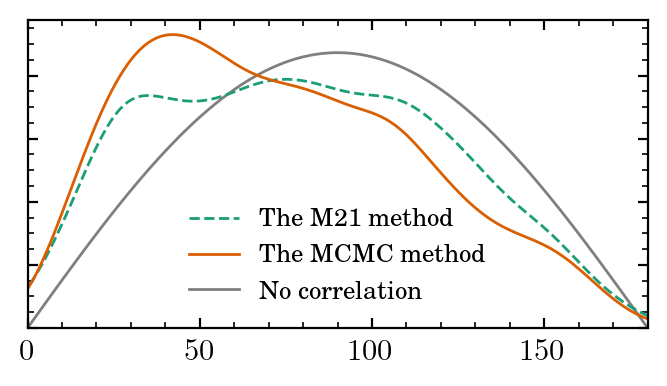 The M21 method
The MCMC method
No correlation
0 50 100 150